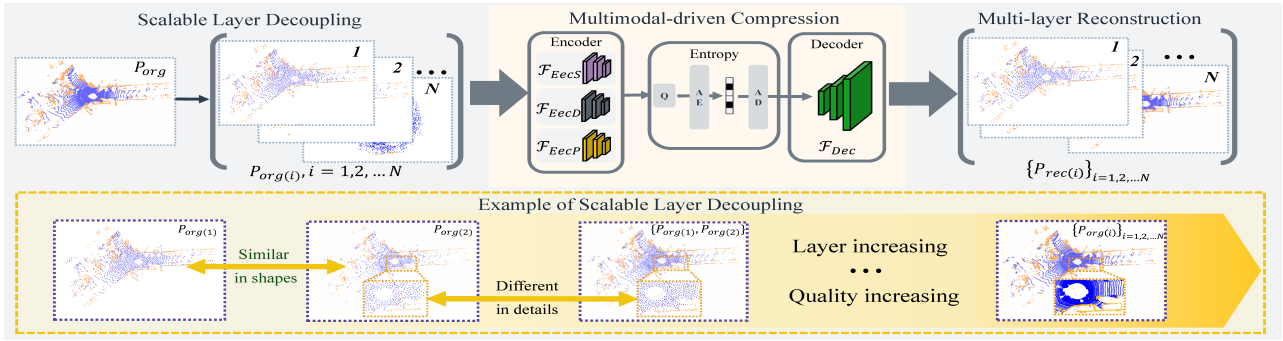 Scalable Layer Decoupling
Multimodal-driven Compression
Multi-layer Reconstruction
P_org
1
2
N
P_org(i), i = 1,2, … N
Encoder
F_EecS
F_EecD
F_EecP
Entropy
Q
A E
A D
Decoder
F_Dec
1
2
N
{P_rec(i)}_i=1,2,…N
Example of Scalable Layer Decoupling
P_org(1)
Similar
in shapes
P_org(2)
Different
in details
{P_org(1), P_org(2)}
Layer increasing
Quality increasing
{P_org(i)}_i=1,2,…N